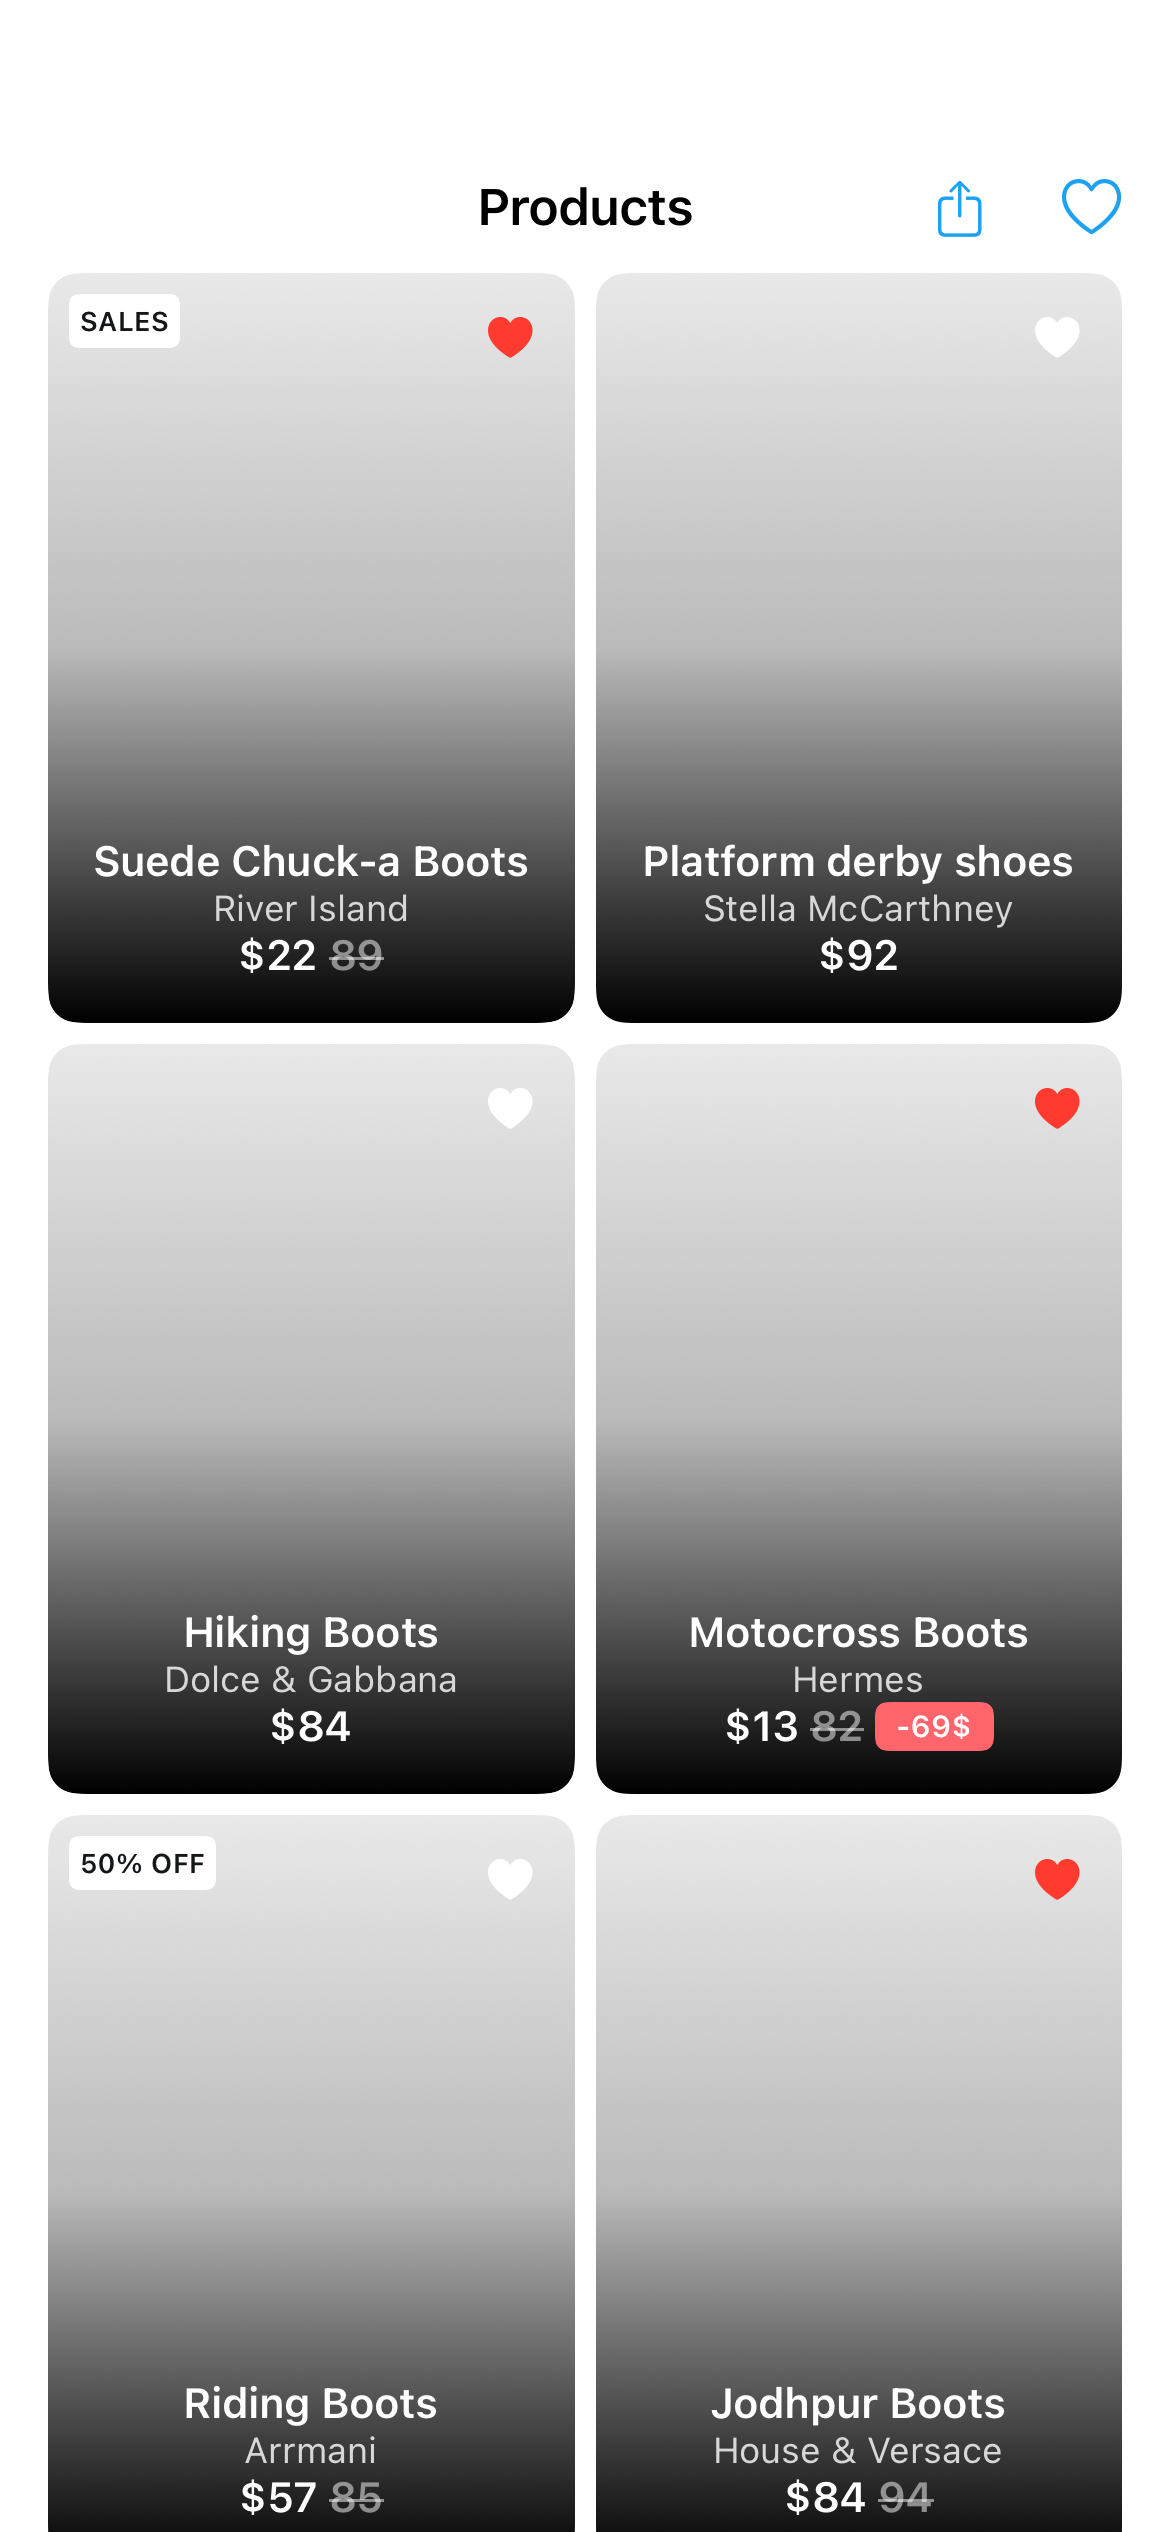 Products
SALES
Suede Chuck-a Boots
River Island
$22 89
Platform derby shoes
Stella McCarthney
$92
Hiking Boots
Dolce & Gabbana
$84
Motocross Boots
Hermes
$13 82 -69$
50% OFF
Riding Boots
Arrmani
$57 85
Jodhpur Boots
House & Versace
$84 94